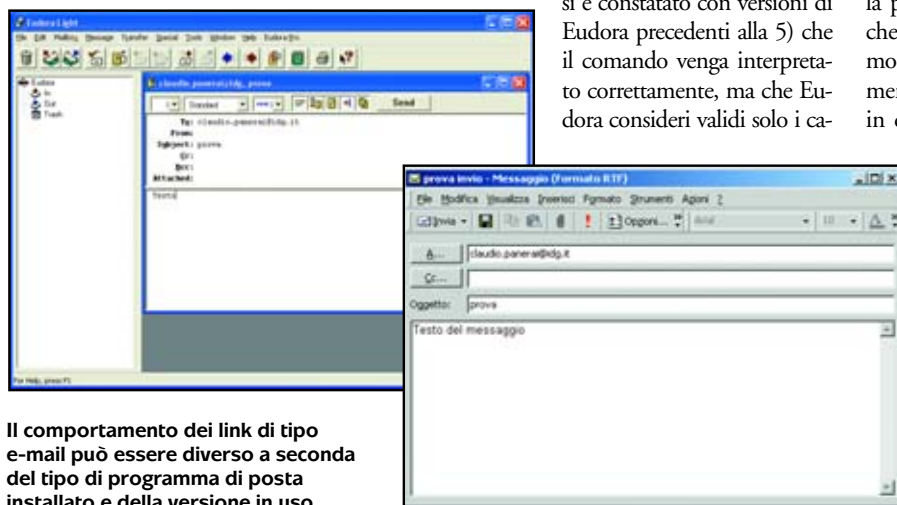 Eudora Light
File Edit Mailbox Message Transfer Special Tools Window Help
Eudora
In
Out
Trash
claudio.panerai@idg, prova
Standard
Send
To: claudio.panerai@idg.it
From:
Subject: prova
Cc:
Bcc:
Attached:
Testo
For Help, press F1
si è constatato con versioni di
Eudora precedenti alla 5) che
il comando venga interpreta-
to correttamente, ma che Eu-
dora consideri validi solo i ca-
la p
che
mo
mer
in c
prova invio - Messaggio (Formato RTF)
File Modifica Visualizza Inserisci Formato Strumenti Azioni ?
Invia
Opzioni...
Arial
10
A
A...
claudio.panerai@idg.it
Cc...
Oggetto:
prova
Testo del messaggio
Il comportamento dei link di tipo
e-mail può essere diverso a seconda
del tipo di programma di posta
installato e della versione in uso